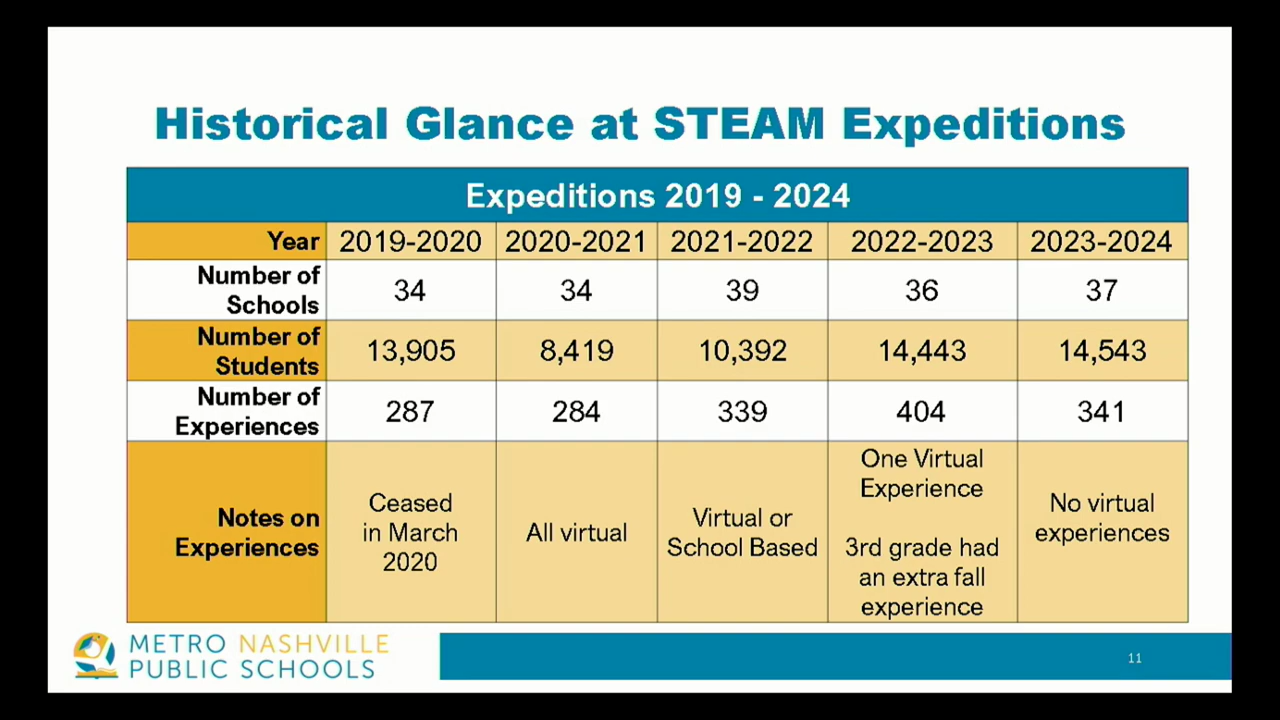 Historical Glance at STEAM Expeditions
Expeditions 2019 - 2024
Year 2019-2020 2020-2021 2021-2022 2022-2023 2023-2024
Number of
Schools
34 34 39 36 37
Number of
Students
13,905 8,419 10,392 14,443 14,543
Number of
Experiences
287 284 339 404 341
Notes on
Experiences
Ceased
in March
2020
All virtual
Virtual or
School Based
One Virtual
Experience
3rd grade had
an extra fall
experience
No virtual
experiences
METRO NASHVILLE
PUBLIC SCHOOLS
11